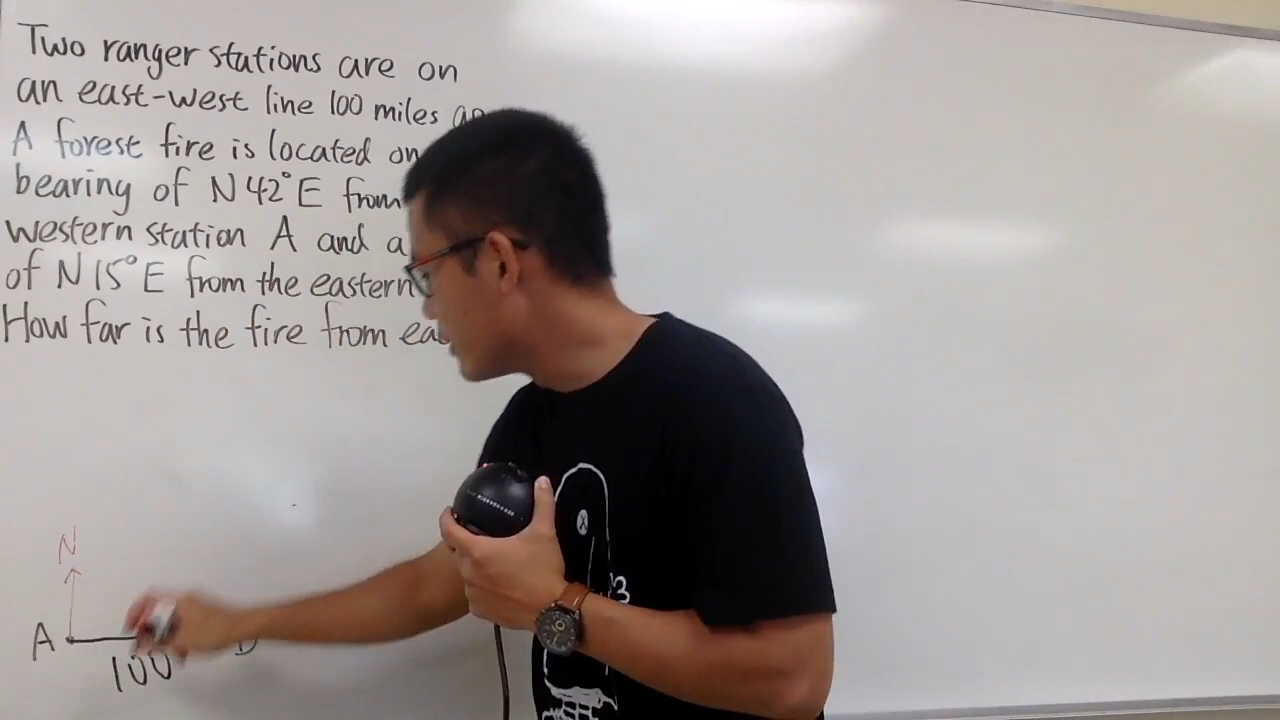 Two ranger stations are on
an east-west line 100 miles
A forest fire is located on
bearing of N 42° E from
western station A and a
of N 15° E from the eastern
How far is the fire from
N
A
100
3